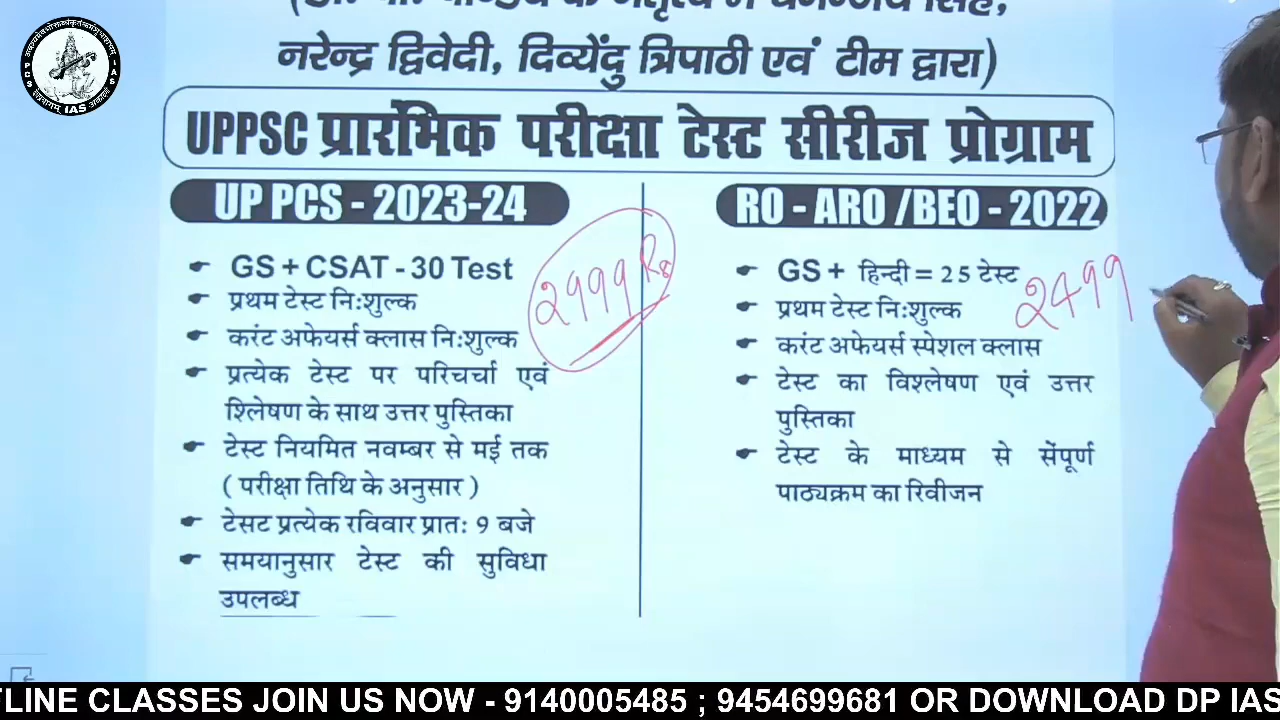 नरेन्द्र द्विवेदी, दिव्येंदु त्रिपाठी एवं टीम द्वारा)
UPPSC प्रारंभिक परीक्षा टेस्ट सीरीज प्रोग्राम
UP PCS - 2023-24
GS + CSAT - 30 Test
2999 Rs
प्रथम टेस्ट निःशुल्क
करंट अफेयर्स क्लास निःशुल्क
प्रत्येक टेस्ट पर परिचर्चा एवं
श्लिेषण के साथ उत्तर पुस्तिका
टेस्ट नियमित नवम्बर से मई तक
( परीक्षा तिथि के अनुसार )
टेसट प्रत्येक रविवार प्रातः 9 बजे
समयानुसार टेस्ट की सुविधा
उपलब्ध
RO - ARO /BEO - 2022
GS + हिन्दी = 25 टेस्ट
2499
प्रथम टेस्ट निःशुल्क
करंट अफेयर्स स्पेशल क्लास
टेस्ट का विश्लेषण एवं उत्तर
पुस्तिका
टेस्ट के माध्यम से संपूर्ण
पाठ्यक्रम का रिवीजन
IAS
TLINE CLASSES JOIN US NOW - 9140005485 ; 9454699681 OR DOWNLOAD DP IAS